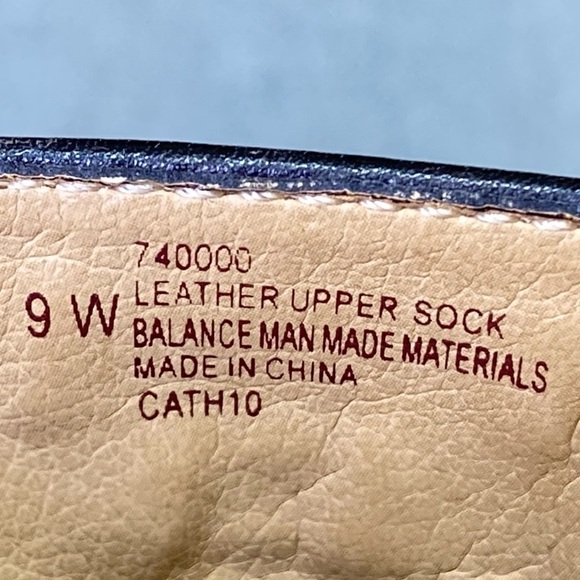 740000
9 W
LEATHER UPPER SOCK
BALANCE MAN MADE MATERIALS
MADE IN CHINA
CATH10